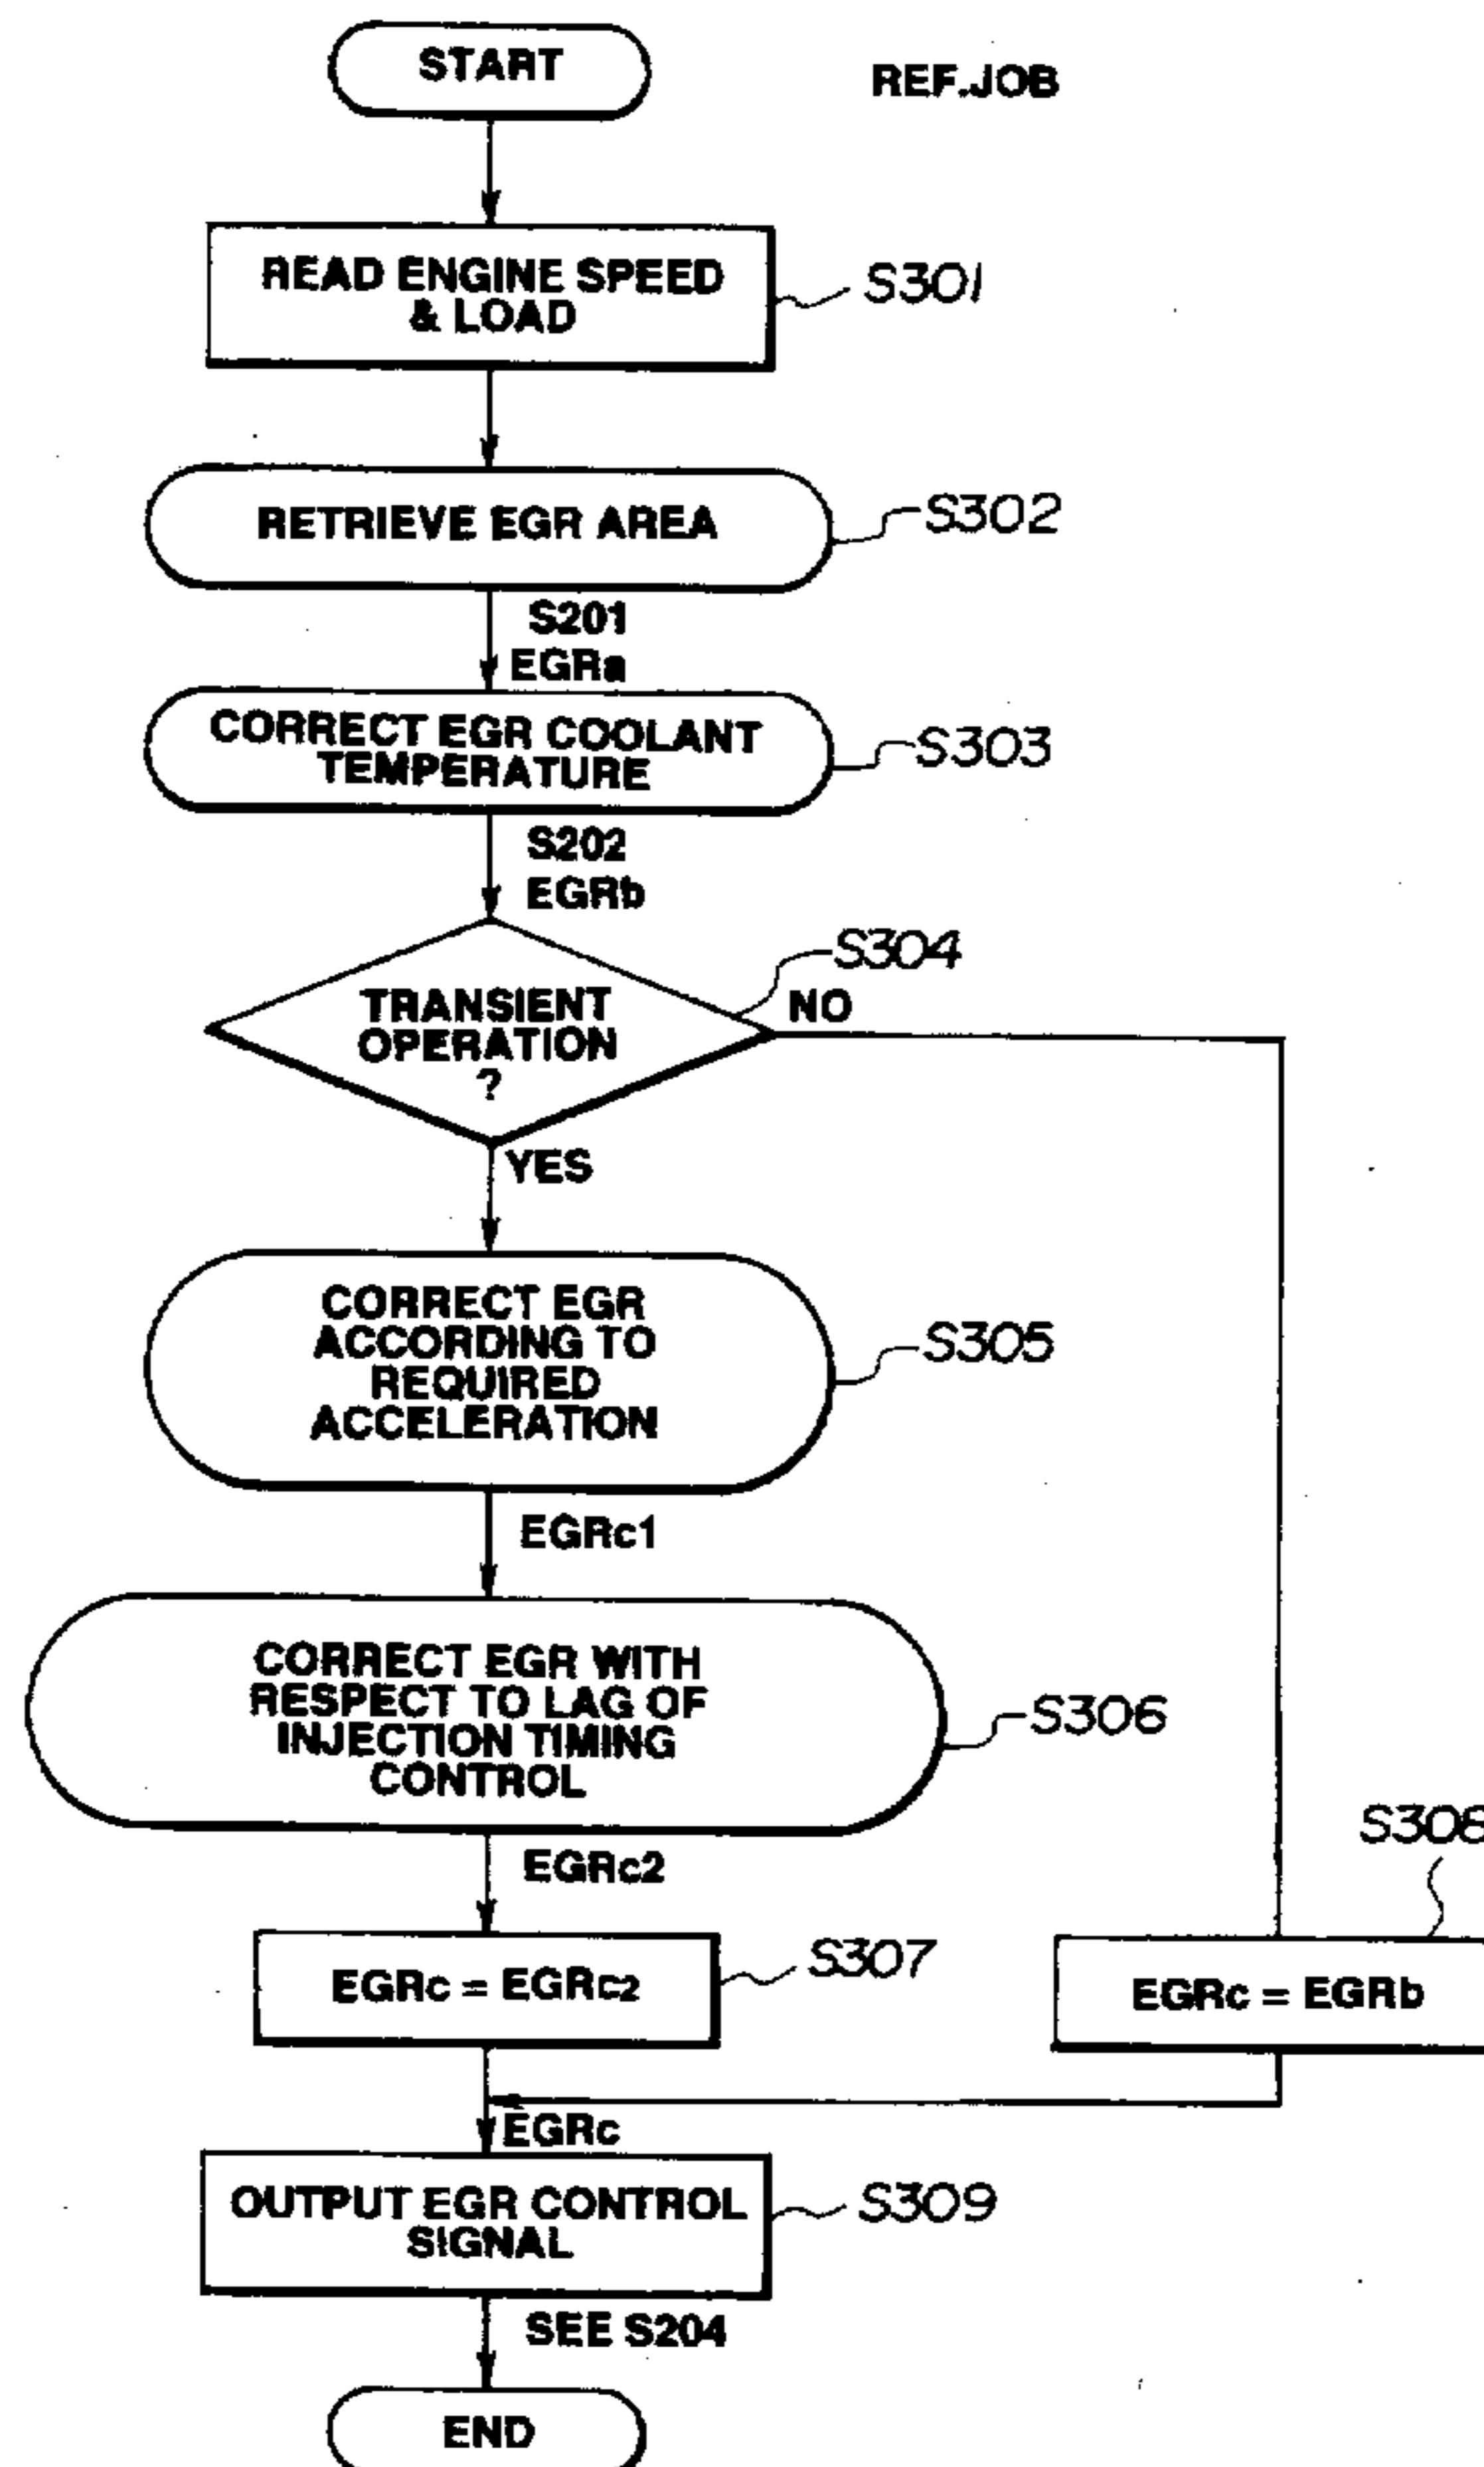 START
REF.JOB
READ ENGINE SPEED
& LOAD
S301
RETRIEVE EGR AREA
S302
S201
EGRa
CORRECT EGR COOLANT
TEMPERATURE
S303
S202
EGRb
S304
TRANSIENT
OPERATION
?
NO
YES
CORRECT EGR
ACCORDING TO
REQUIRED
ACCELERATION
S305
EGRc1
CORRECT EGR WITH
RESPECT TO LAG OF
INJECTION TIMING
CONTROL
S306
EGRc2
S308
EGRc = EGRc2
S307
EGRc = EGRb
EGRc
OUTPUT EGR CONTROL
SIGNAL
S309
SEE S204
END